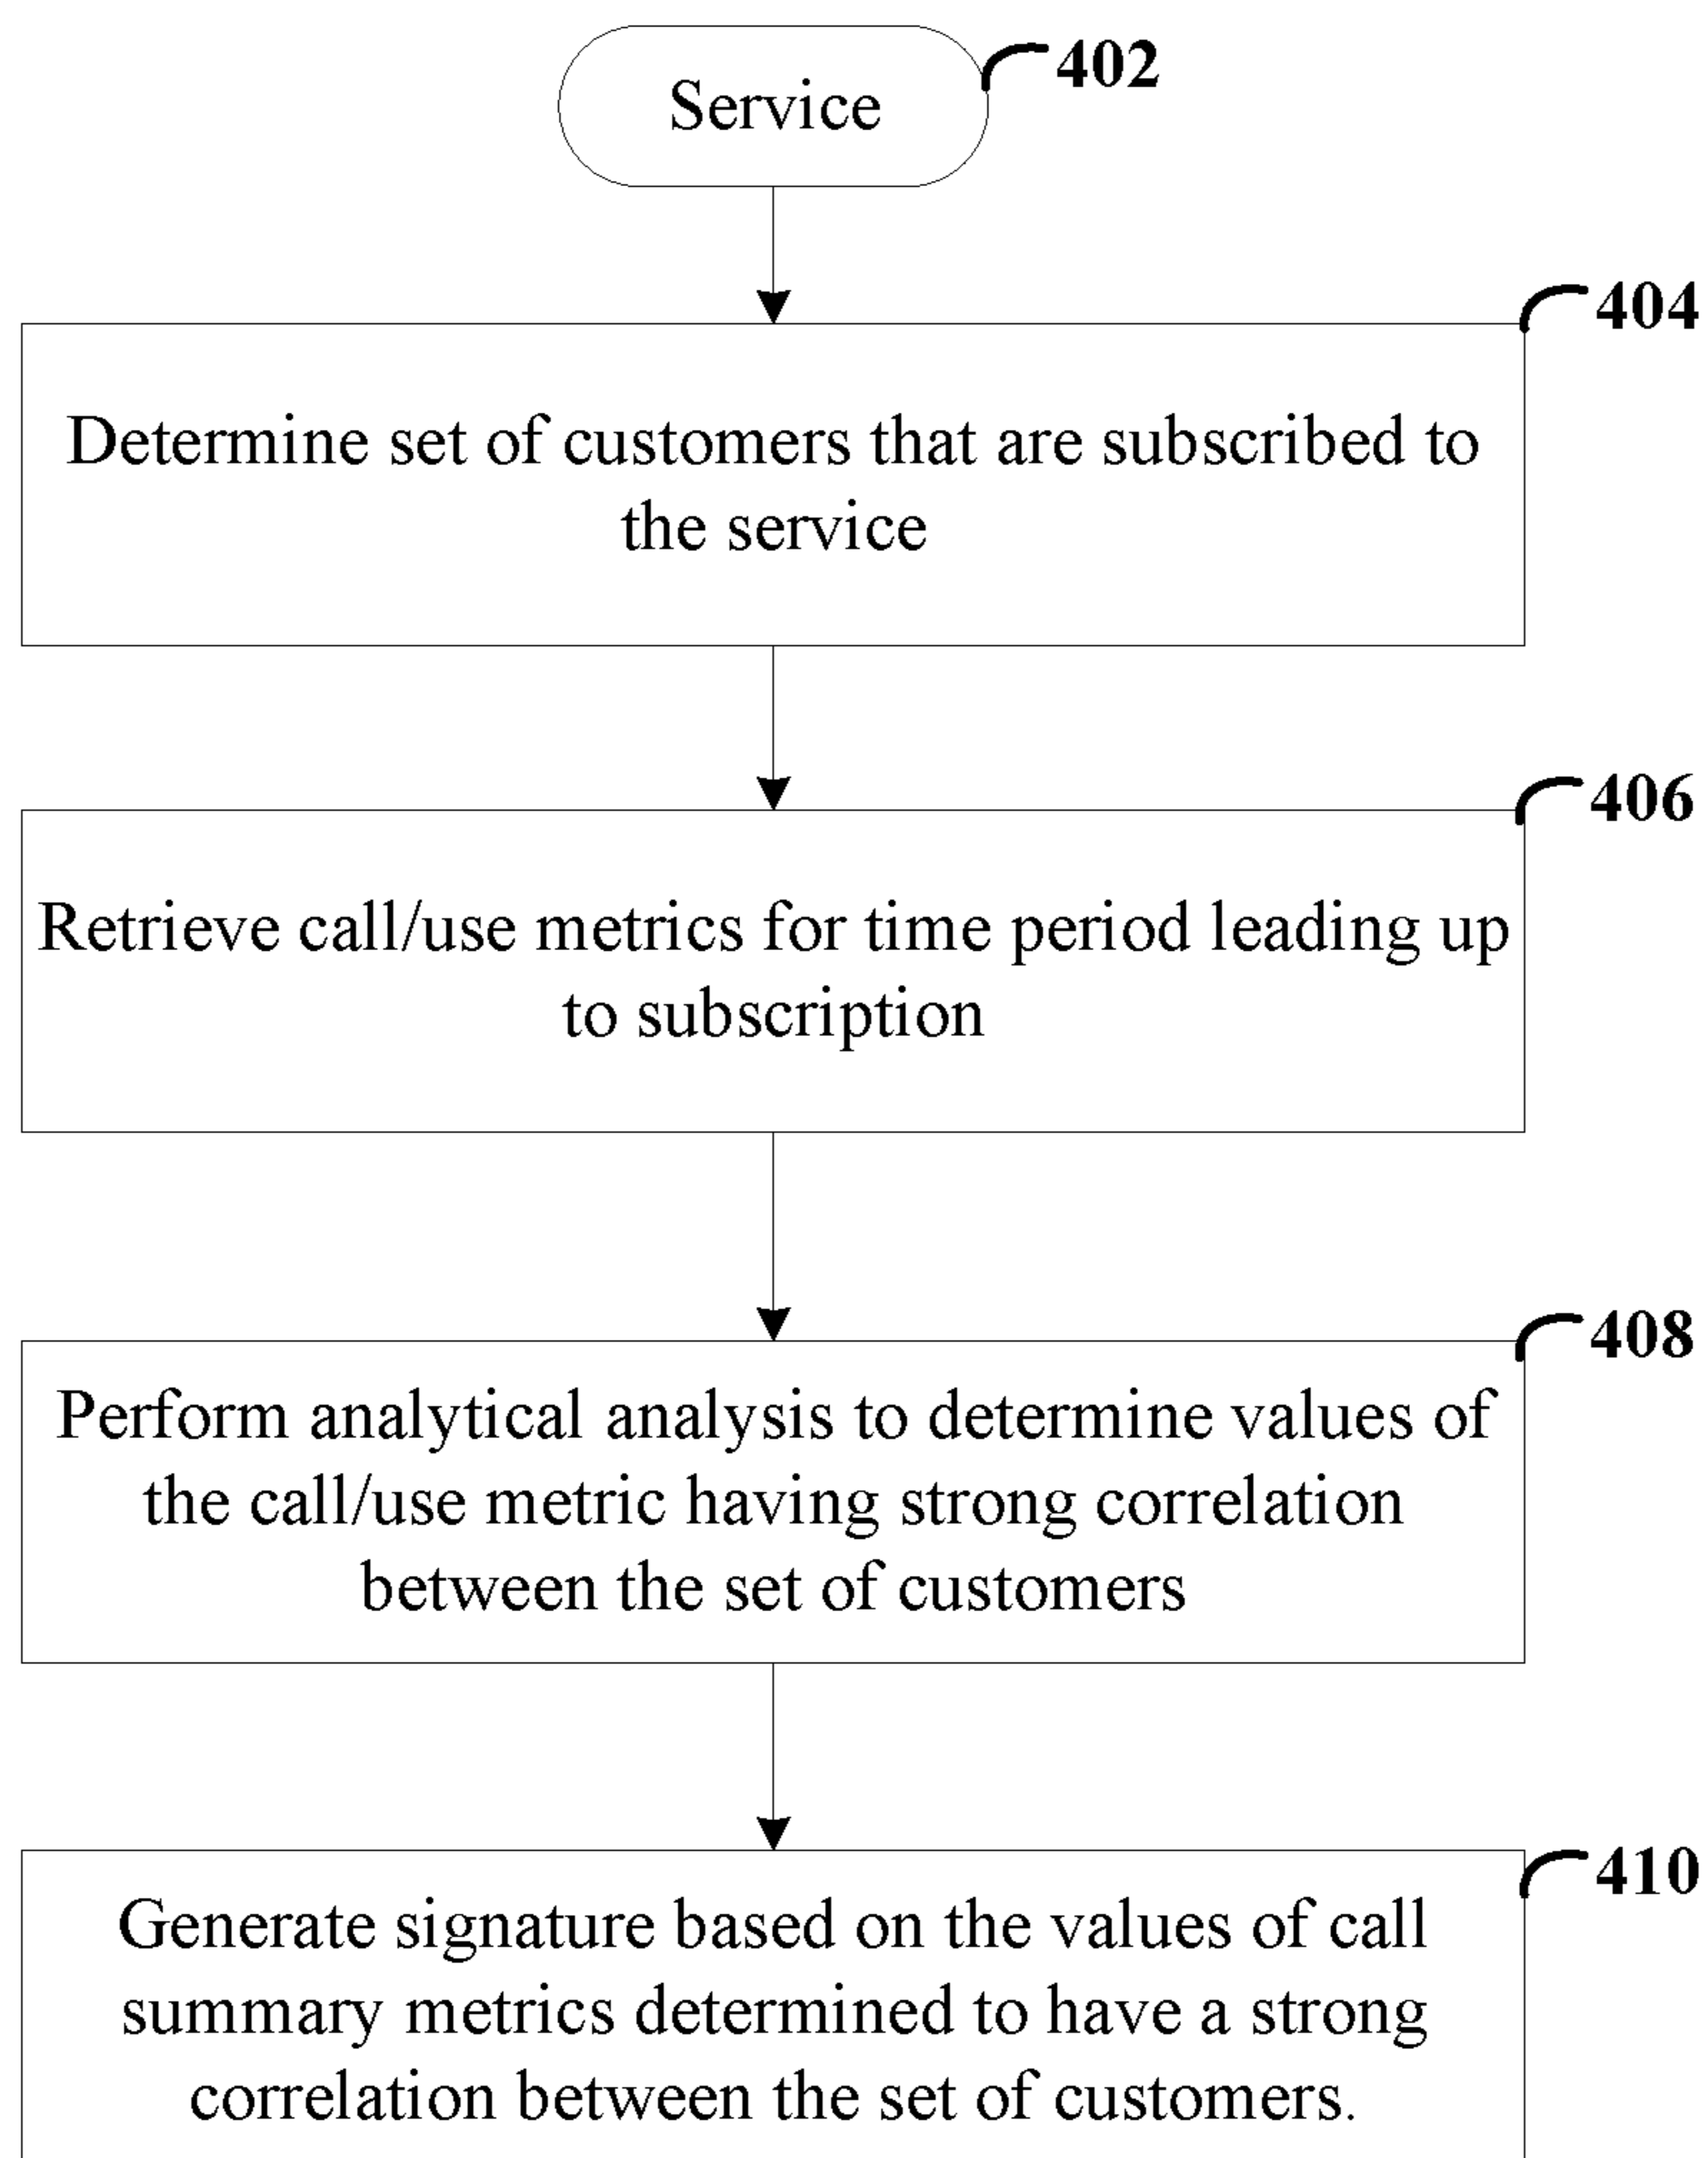 Service
402
404
Determine set of customers that are subscribed to
the service
406
Retrieve call/use metrics for time period leading up
to subscription
408
Perform analytical analysis to determine values of
the call/use metric having strong correlation
between the set of customers
410
Generate signature based on the values of call
summary metrics determined to have a strong
correlation between the set of customers.